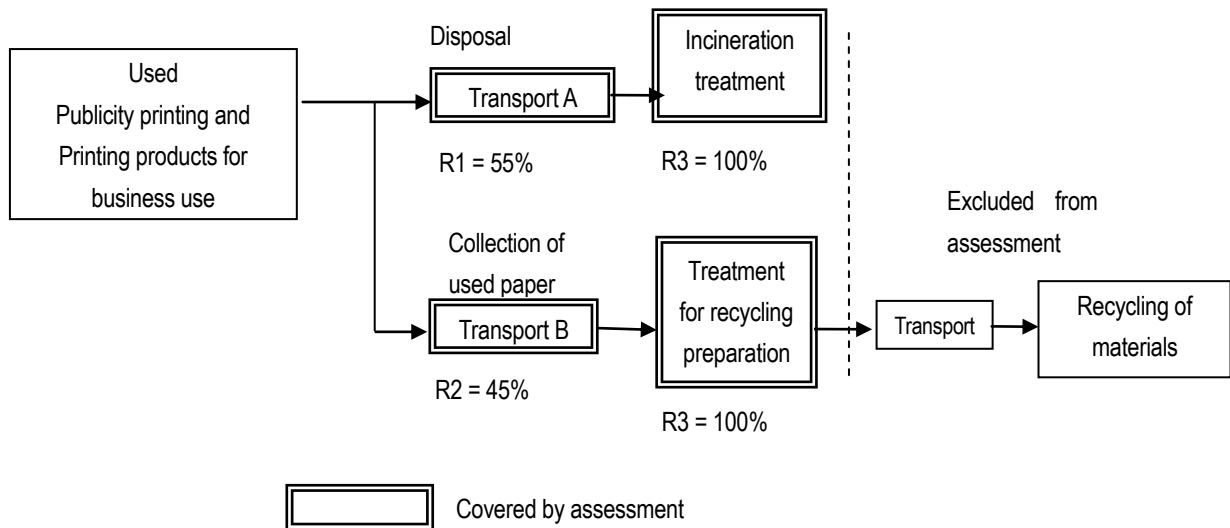 Used
Publicity printing and
Printing products for
business use
Disposal
Transport A
R1 = 55%
Incineration
treatment
R3 = 100%
Collection of
used paper
Transport B
R2 = 45%
Treatment
for recycling
preparation
R3 = 100%
Excluded from
assessment
Transport
Recycling of
materials
Covered by assessment